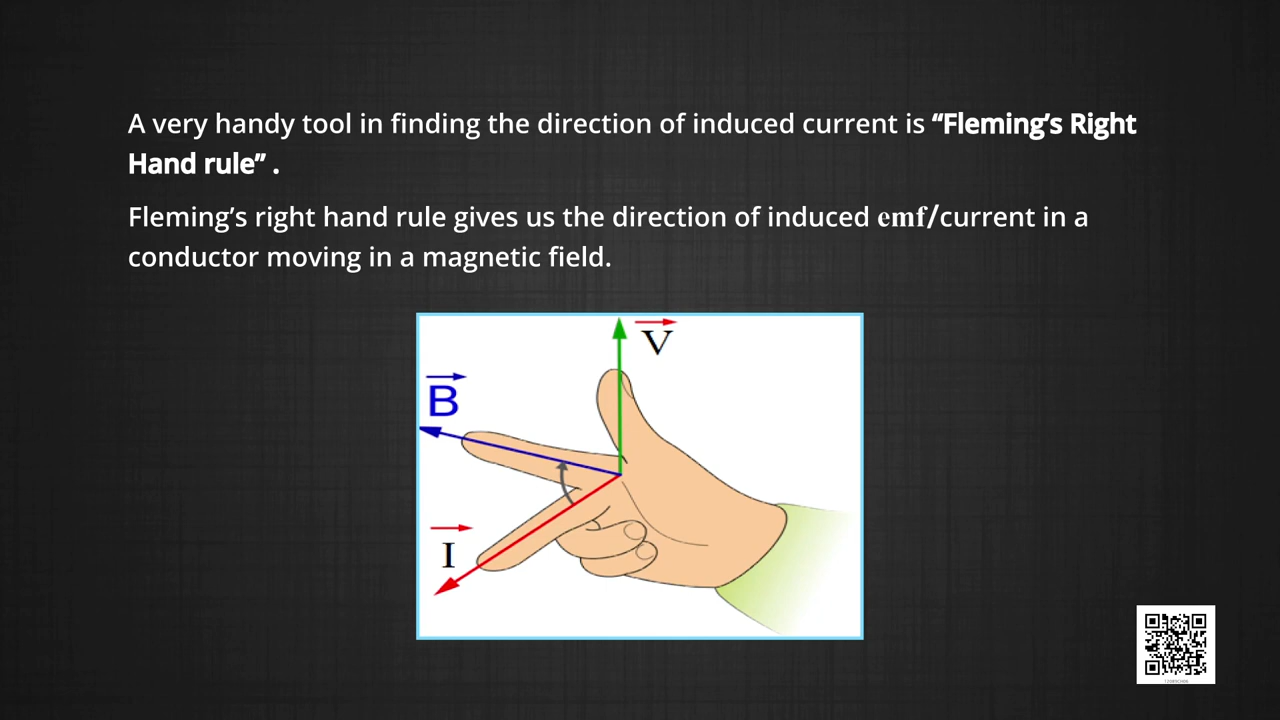 A very handy tool in finding the direction of induced current is “Fleming’s Right
Hand rule” .
Fleming’s right hand rule gives us the direction of induced emf/current in a
conductor moving in a magnetic field.
V
B
I